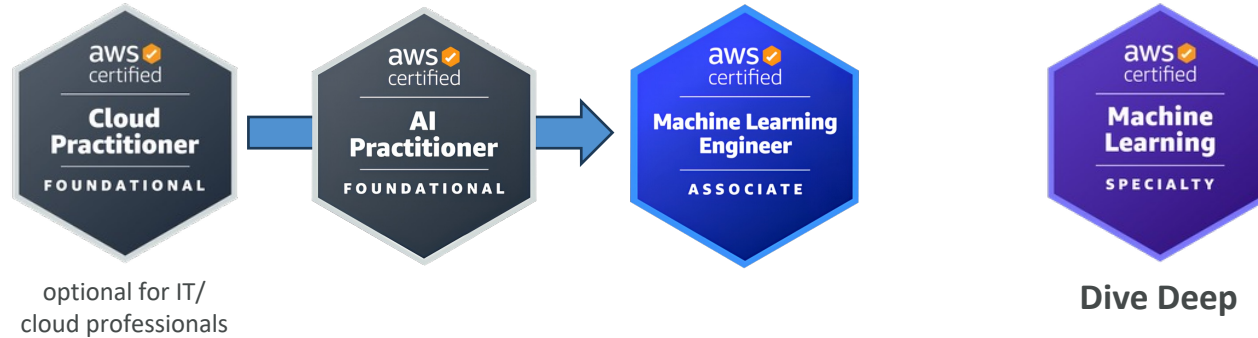 aws
certified
Cloud
Practitioner
FOUNDATIONAL
optional for IT/
cloud professionals
aws
certified
AI
Practitioner
FOUNDATIONAL
aws
certified
Machine Learning
Engineer
ASSOCIATE
aws
certified
Machine
Learning
SPECIALTY
Dive Deep